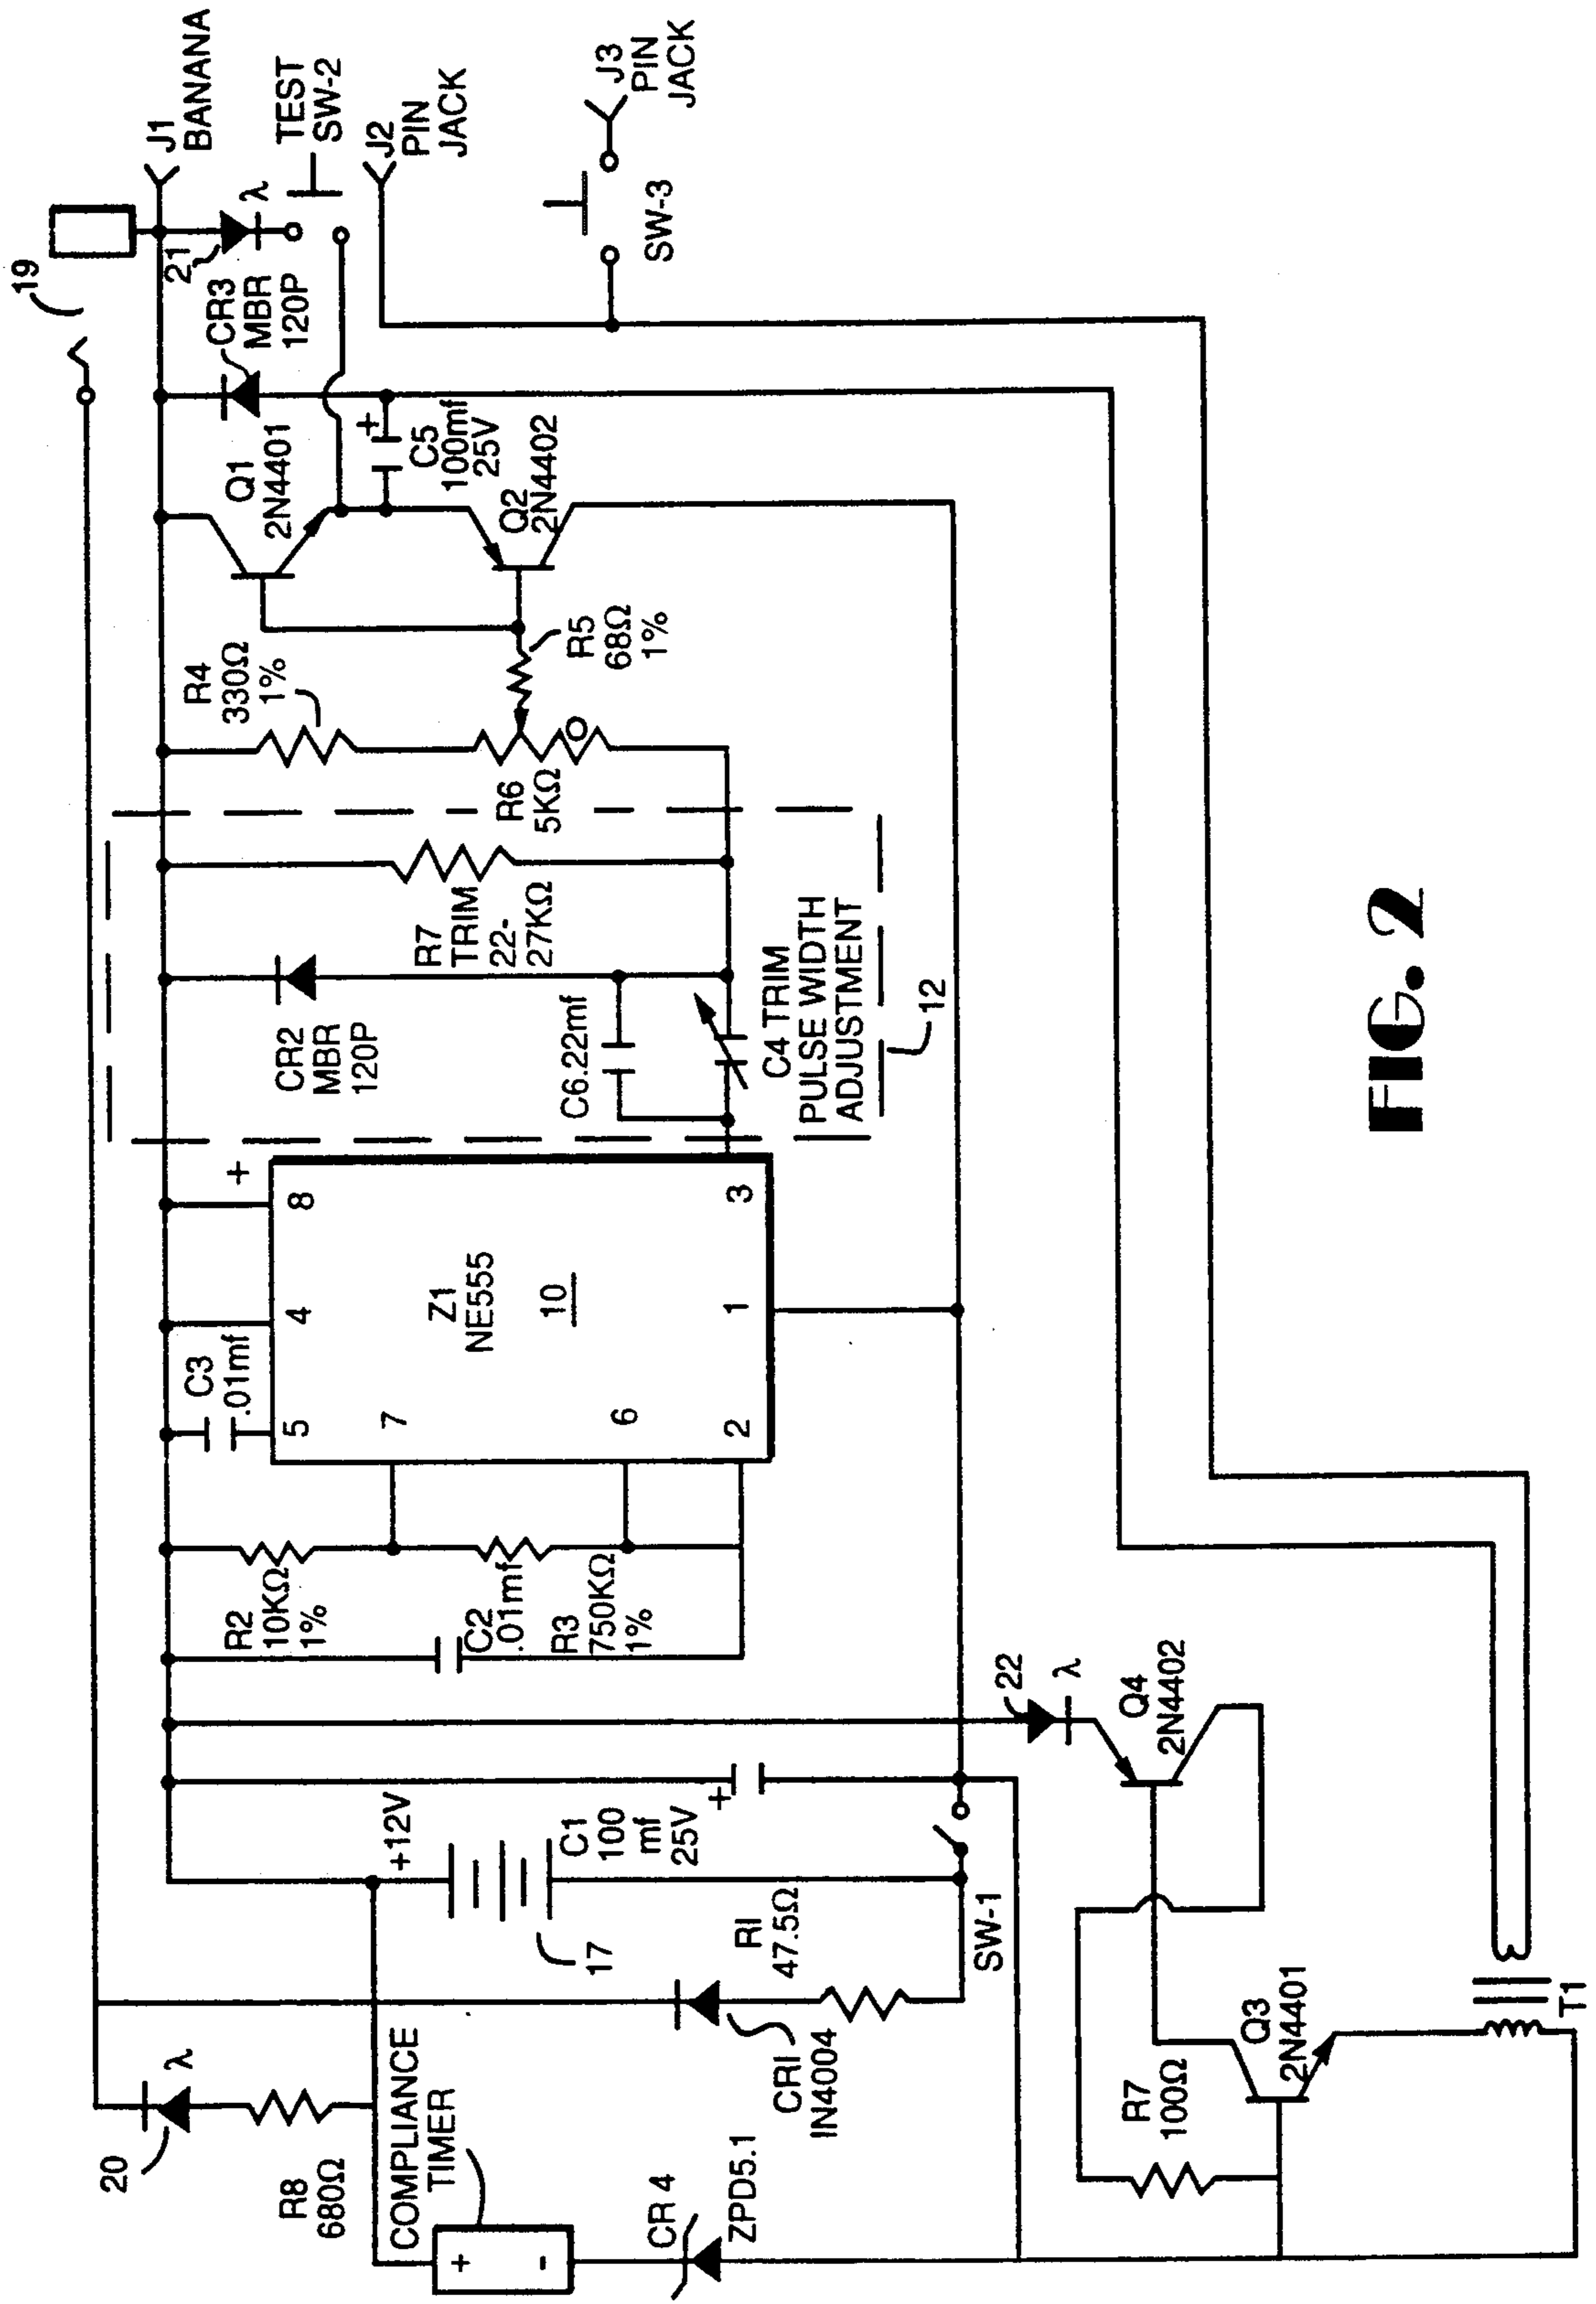 19
J1
BANANA
TEST
SW-2
J2
PIN
JACK
J3
PIN
JACK
SW-3
λ
21
CR3
MBR
120P
+
C5
100mf
25V
Q1
2N4401
Q2
2N4402
R4
330Ω
1%
R5
68Ω
1%
R6
5KΩ
R7
TRIM
22-
27KΩ
CR2
MBR
120P
C6.22mf
C4 TRIM
PULSE WIDTH
ADJUSTMENT
12
+
8
4
5
7
6
2
1
3
Z1
NE555
10
C3
.01mf
R2
10KΩ
1%
C2
.01mf
R3
750KΩ
1%
22
λ
Q4
2N4402
+12V
+
C1
100
mf
25V
17
RI
47.5Ω
SW-1
CRI
IN4004
20
λ
R8
680Ω
COMPLIANCE
TIMER
+
-
CR 4
ZPD5.1
R7
100Ω
Q3
2N4401
T1
FIG. 2